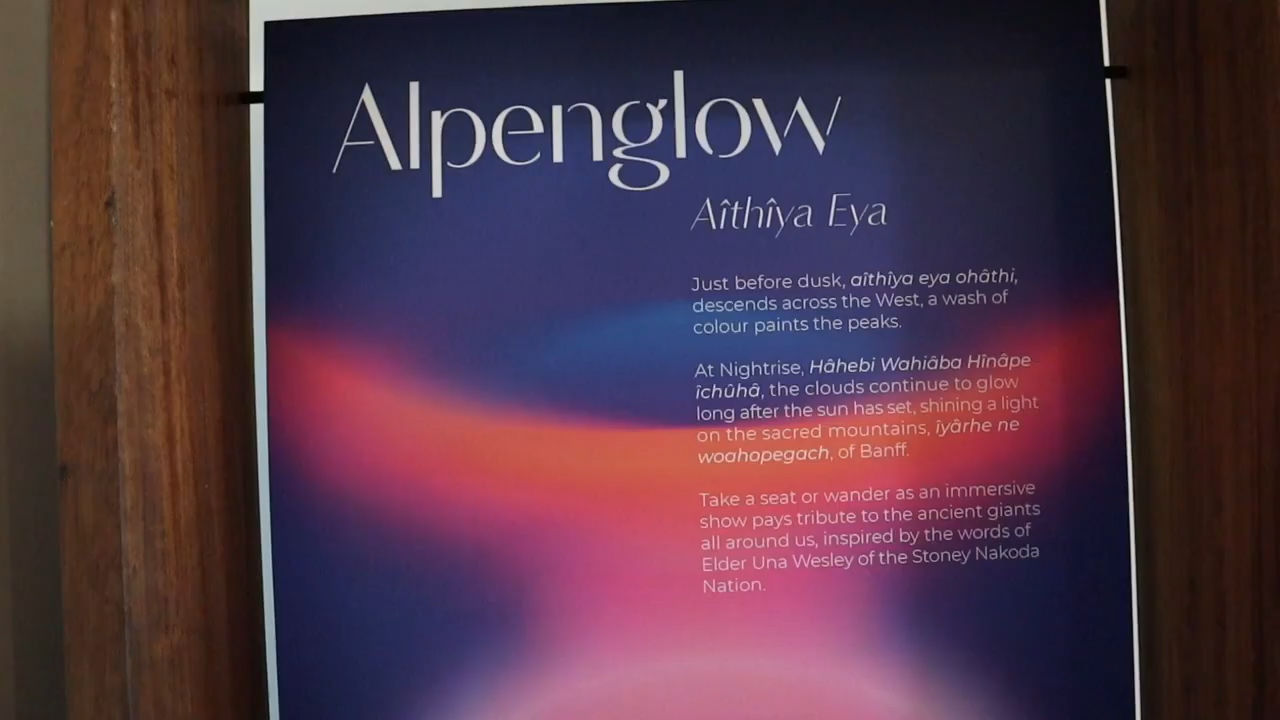 Alpenglow
Aîthîya Eya
Just before dusk, aîthîya eya ohâthi,
descends across the West, a wash of
colour paints the peaks.
At Nightrise, Hâhebi Wahiâba Hînâpe
îchûhâ, the clouds continue to glow
long after the sun has set, shining a light
on the sacred mountains, îyârhe ne
woahopegach, of Banff.
Take a seat or wander as an immersive
show pays tribute to the ancient giants
all around us, inspired by the words of
Elder Una Wesley of the Stoney Nakoda
Nation.